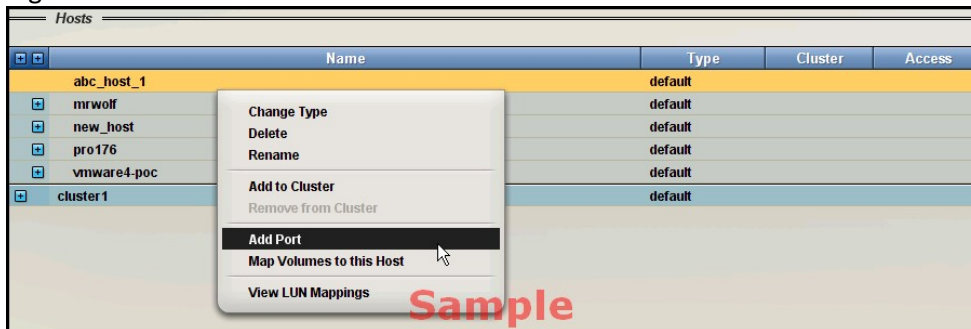 Hosts
Name Type Cluster Access
abc_host_1 default
mrwolf default
new_host default
pro176 default
vmware4-poc default
cluster1 default
Change Type
Delete
Rename
Add to Cluster
Remove from Cluster
Add Port
Map Volumes to this Host
View LUN Mappings
Sample